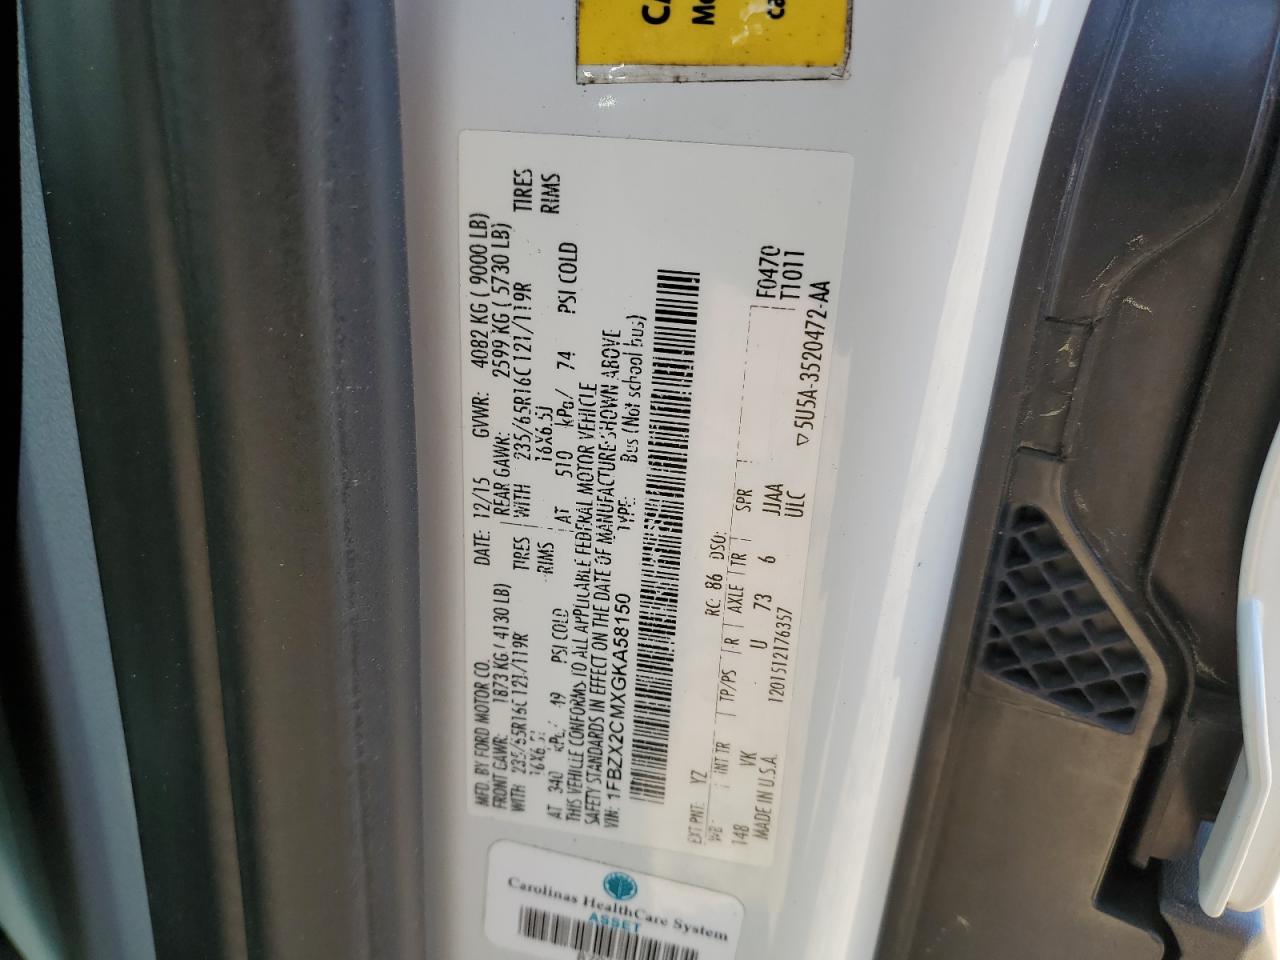 MFD. BY FORD MOTOR CO.
DATE: 12/15 GVWR: 4082 KG ( 9000 LB)
FRONT GAWR: 1873 KG ( 4130 LB)
REAR GAWR: 2599 KG ( 5730 LB)
WITH 235/65R16C 121/119R TIRES
WITH 235/65R16C 121/119R TIRES
16X6.5J RIMS
16X6.5J RIMS
AT 340 kPa/ 49 PSI COLD
AT 510 kPa/ 74 PSI COLD
THIS VEHICLE CONFORMS TO ALL APPLICABLE FEDERAL MOTOR VEHICLE
SAFETY STANDARDS IN EFFECT ON THE DATE OF MANUFACTURE SHOWN ABOVE
VIN: 1FBZX2CMXGKA58150
TYPE: Bus (Not school bus)
EXT PNT: YZ RC: 86 DSO:
WB INT TR TP/PS R AXLE TR SPR
148 VK U 73 6 JJAA
F0470
T1011
MADE IN U.S.A. 1201512176357 ULC
▽5U5A-3520472-AA
Carolinas HealthCare System
ASSET